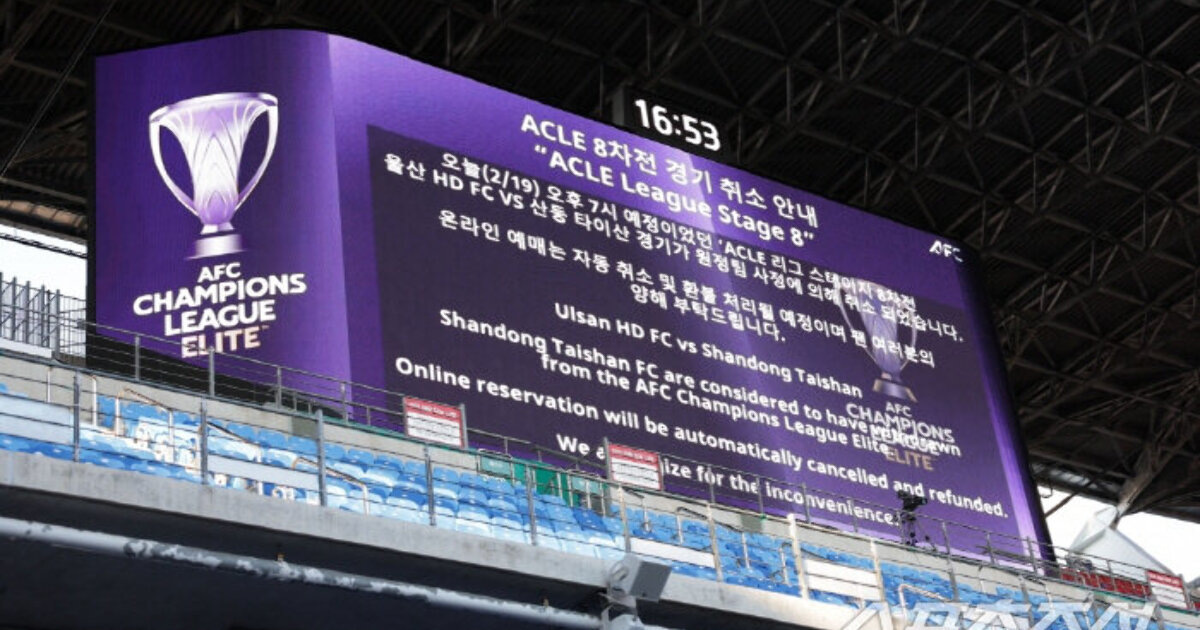 16:53
ACLE 8차전 경기 취소 안내
“ACLE League Stage 8”
AFC
오늘(2/19) 오후 7시 예정이었던 'ACLE 리그 스테이지 8차전
울산 HD FC VS 산둥 타이산 경기가 원정팀 사정에 의해 취소 되었습니다.
온라인 예매는 자동 취소 및 환불 처리될 예정이며 팬 여러분의
양해 부탁드립니다.
Ulsan HD FC vs Shandong Taishan
Shandong Taishan FC are considered to have
from the AFC Champions League Elite
Online reservation will be automatically cancelled and refunded.
We a ize for the inconvenience.
AFC
CHAMPIONS
LEAGUE
ELITE
AFC
CHAMPIONS
ELITE